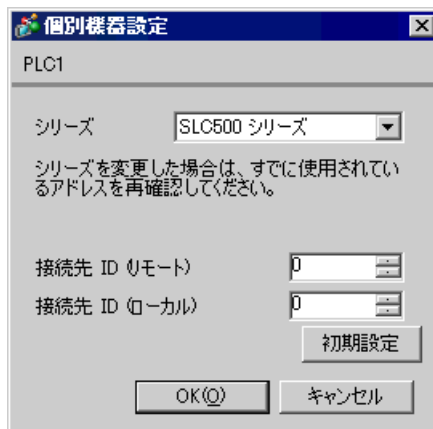 個別機器設定
PLC1
シリーズ SLC500 シリーズ
シリーズを変更した場合は、すでに使用されてい
るアドレスを再確認してください。
接続先 ID (リモート) 0
接続先 ID (ローカル) 0
初期設定
OK(O) キャンセル